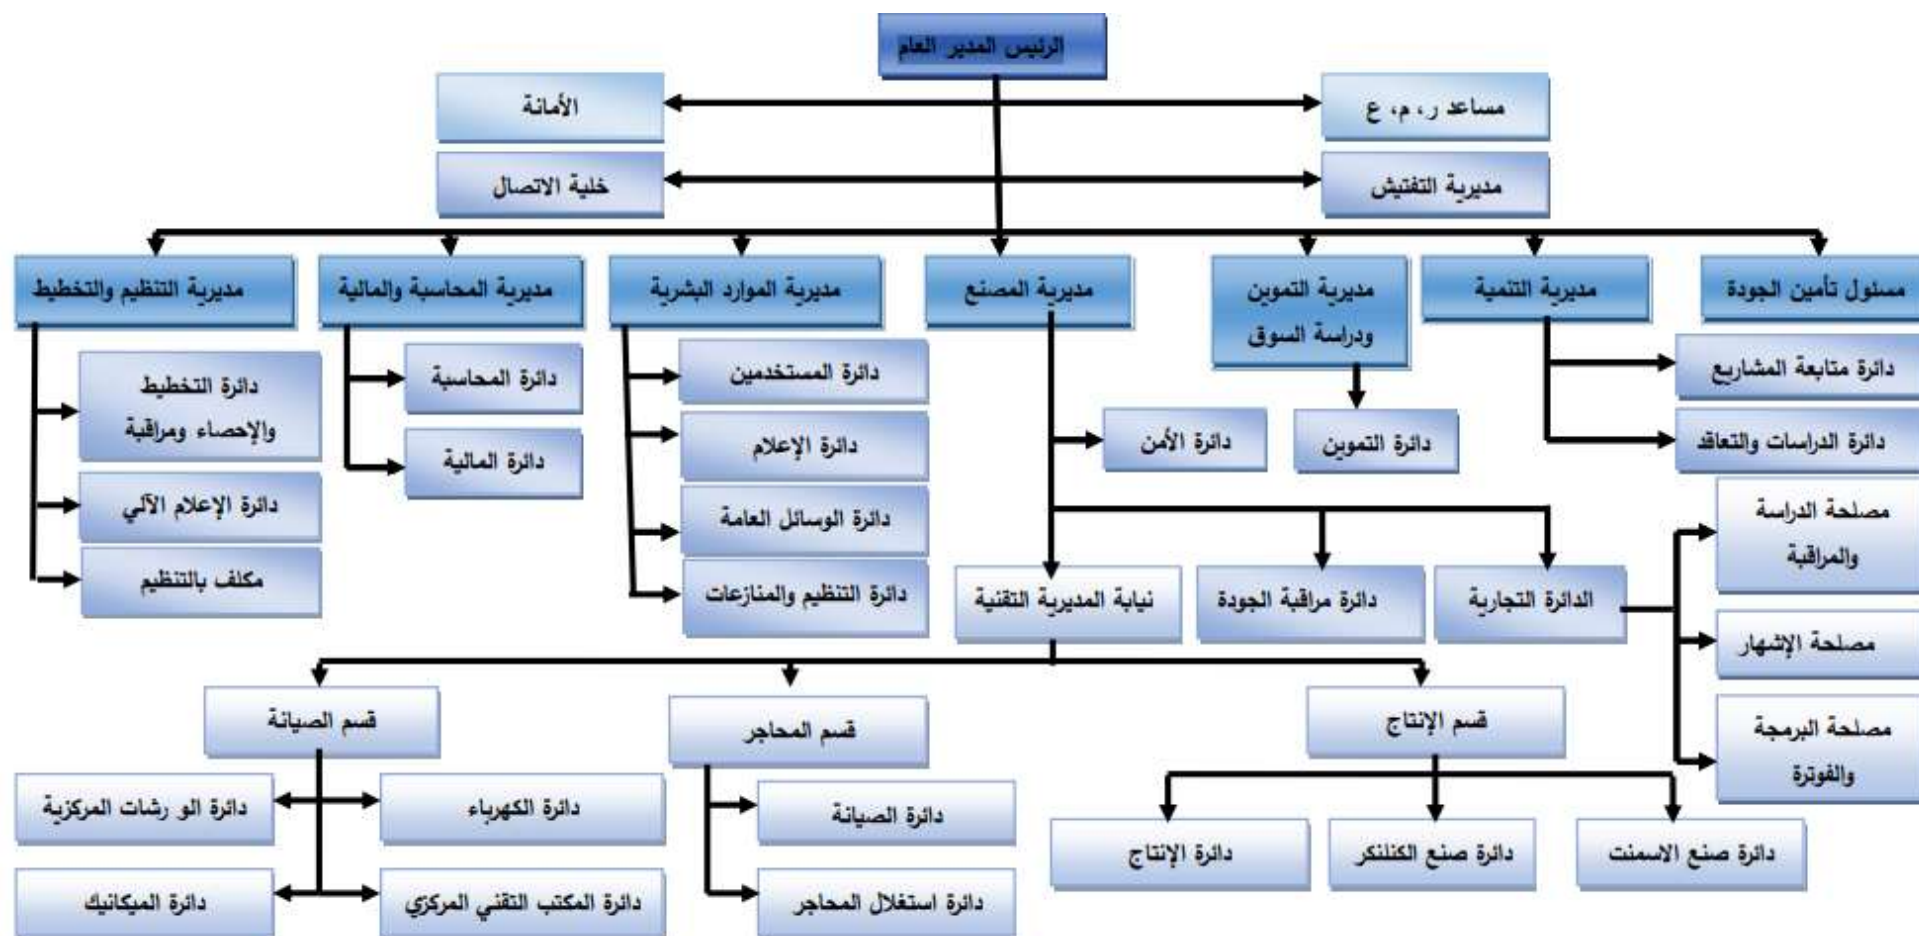 الرئيس المدير العام
مساعد ر، م، ع
الأمانة
مديرية التفتيش
خلية الاتصال
مسئول تأمين الجودة
مديرية التنمية
مديرية التموين
ودراسة السوق
مديرية المصنع
مديرية الموارد البشرية
مديرية المحاسبة والمالية
مديرية التنظيم والتخطيط
دائرة متابعة المشاريع
دائرة الدراسات والتعاقد
دائرة التموين
دائرة الأمن
دائرة المستخدمين
دائرة الإعلام
دائرة الوسائل العامة
دائرة التنظيم والمنازعات
دائرة المحاسبة
دائرة المالية
دائرة التخطيط
والإحصاء ومراقبة
دائرة الإعلام الآلي
مكلف بالتنظيم
مصلحة الدراسة
والمراقبة
مصلحة الإشهار
مصلحة البرمجة
والفوترة
الدائرة التجارية
دائرة مراقبة الجودة
نيابة المديرية التقنية
قسم الإنتاج
قسم المحاجر
قسم الصيانة
دائرة صنع الاسمنت
دائرة صنع الكنلنكر
دائرة الإنتاج
دائرة الصيانة
دائرة استغلال المحاجر
دائرة الكهرباء
دائرة الو رشات المركزية
دائرة المكتب التقني المركزي
دائرة الميكانيك